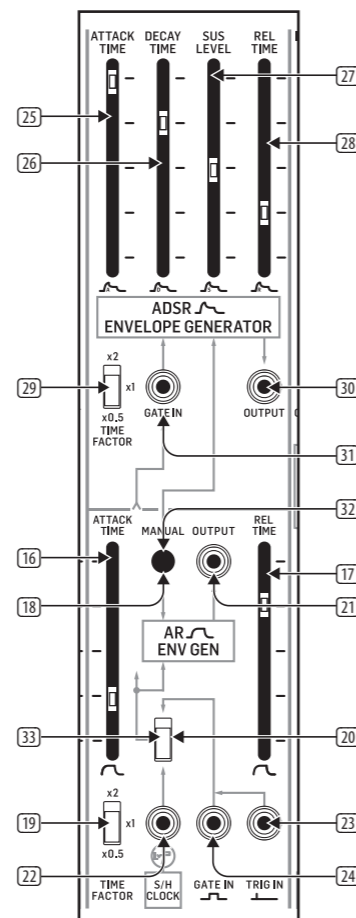 ATTACK TIME
DECAY TIME
SUS LEVEL
REL TIME
27
25
28
26
A
D
S
R
ADSR
ENVELOPE GENERATOR
x2
x1
x0.5
TIME FACTOR
29
GATE IN
OUTPUT
30
31
32
ATTACK TIME
MANUAL
OUTPUT
REL TIME
16
17
18
21
AR
ENV GEN
33
20
x2
x1
x0.5
19
23
22
24
TIME FACTOR
S/H CLOCK
GATE IN
TRIG IN